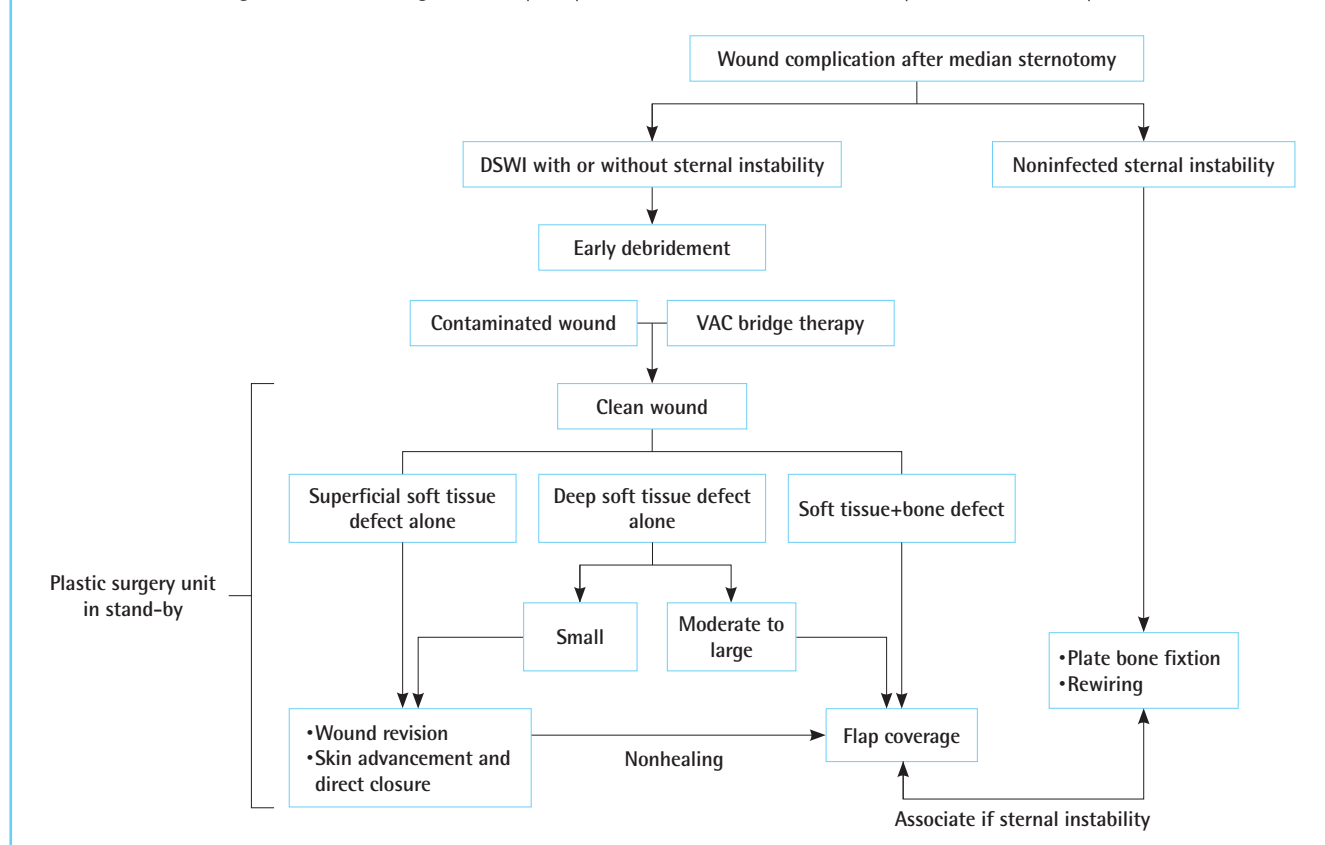 Wound complication after median sternotomy
DSWI with or without sternal instability
Noninfected sternal instability
Early debridement
Contaminated wound
VAC bridge therapy
Clean wound
Superficial soft tissue
defect alone
Deep soft tissue defect
alone
Soft tissue+bone defect
Plastic surgery unit
in stand-by
Small
Moderate to
large
•Plate bone fixtion
•Rewiring
•Wound revision
•Skin advancement and
direct closure
Nonhealing
Flap coverage
Associate if sternal instability